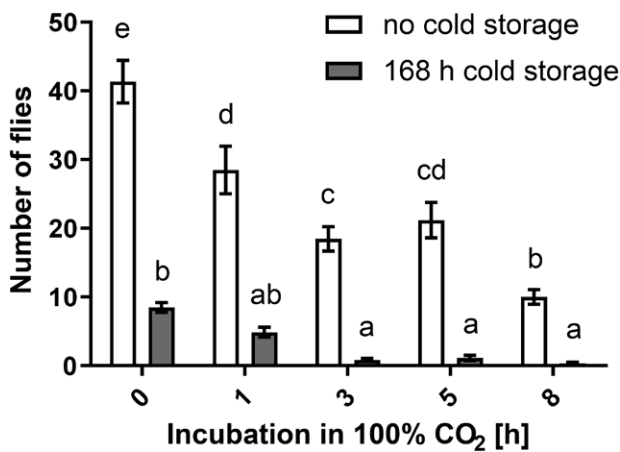 no cold storage
168 h cold storage
Number of flies
50
40
30
20
10
0
e
b
d
ab
c
a
cd
a
b
a
0
1
3
5
8
Incubation in 100% CO₂ [h]